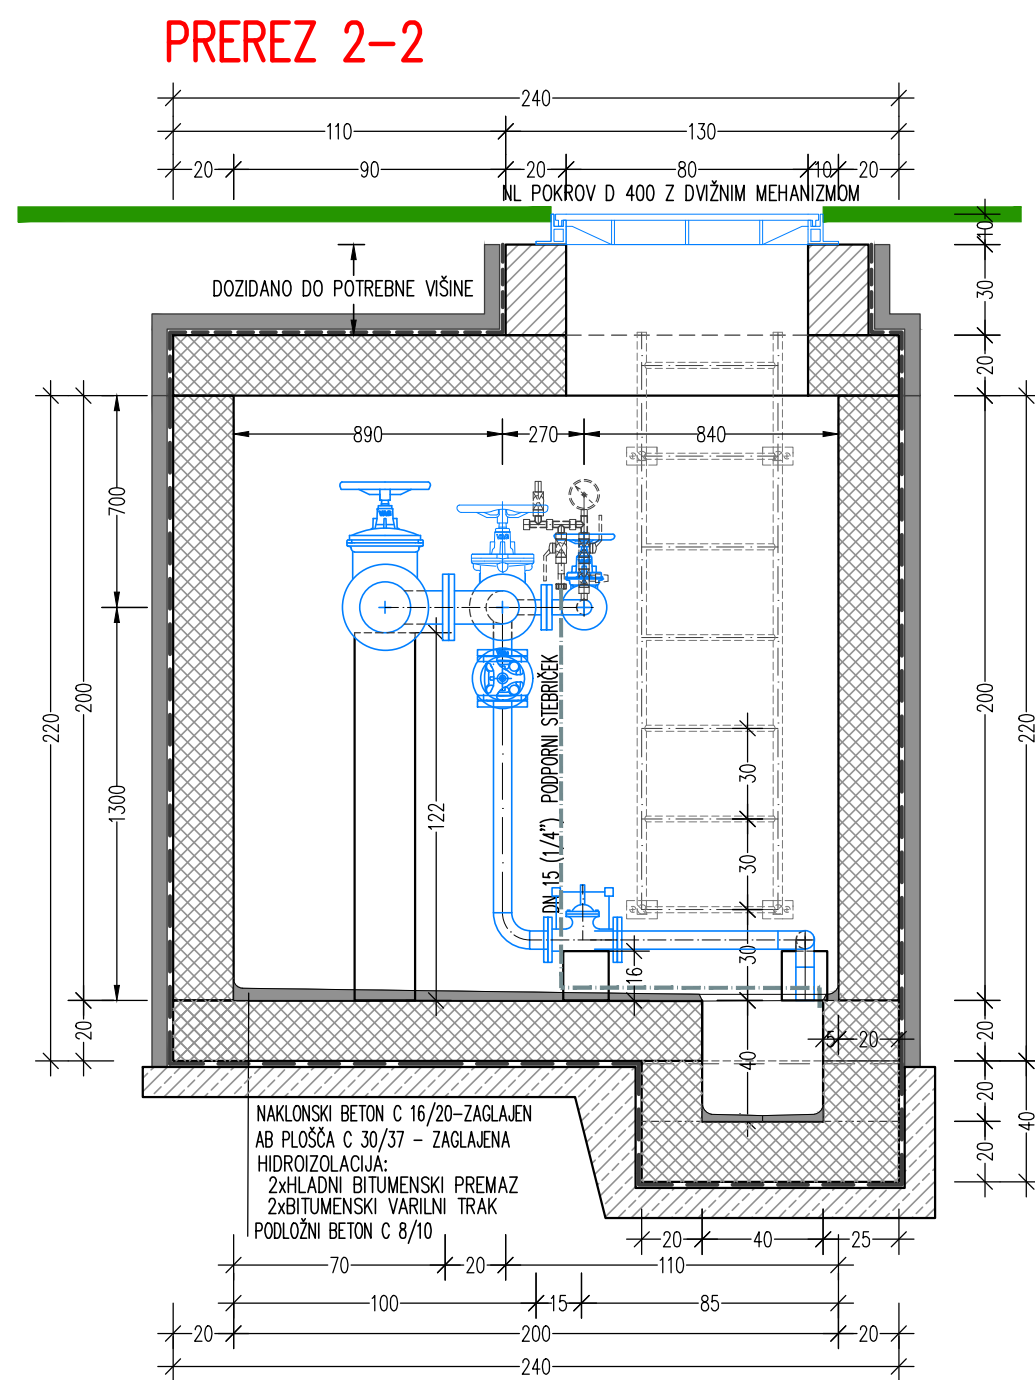 PREREZ 2-2
240
110 130
20 90 20 80 10 20
NL POKROV D 400 Z DVIŽNIM MEHANIZMOM
10
30
20
DOZIDANO DO POTREBNE VIŠINE
890 270 840
700
1300
200
220
20
122
DN 15 (1/4") PODPORNI STEBRIČEK
30
30
30
16
40
5 20
200
220
20
20
20
40
NAKLONSKI BETON C 16/20-ZAGLAJEN
AB PLOŠČA C 30/37 - ZAGLAJENA
HIDROIZOLACIJA:
2xHLADNI BITUMENSKI PREMAZ
2xBITUMENSKI VARILNI TRAK
PODLOŽNI BETON C 8/10
20 40 25
70 20 110
100 15 85
20 200 20
240